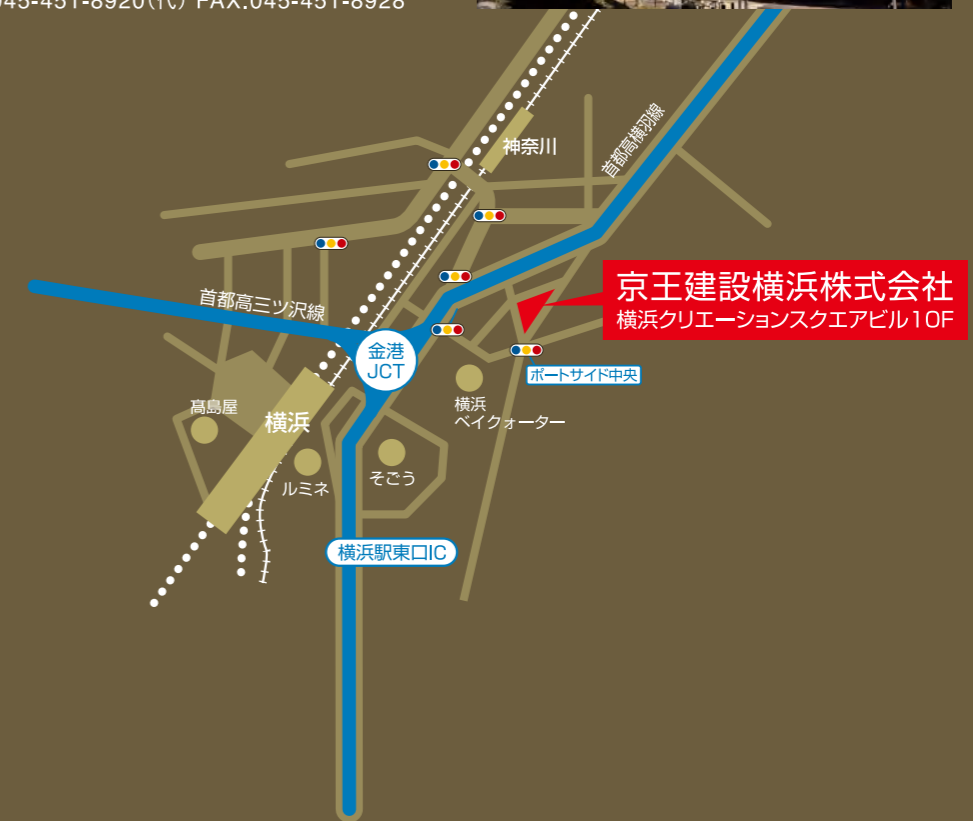 045-451-8920(代) FAX.045-451-8928
神奈川
首都高横羽線
京王建設横浜株式会社
横浜クリエーションスクエアビル10F
首都高三ツ沢線
金港
JCT
ポートサイド中央
横浜
ベイクォーター
髙島屋
横浜
ルミネ
そごう
横浜駅東口IC